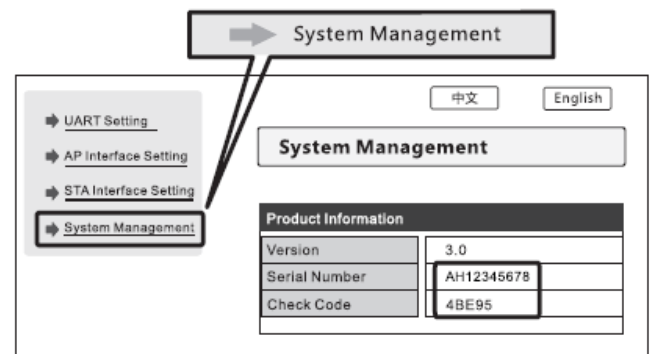 System Management
中文 English
UART Setting
AP Interface Setting
STA Interface Setting
System Management
System Management
Product Information
Version 3.0
Serial Number AH12345678
Check Code 4BE95